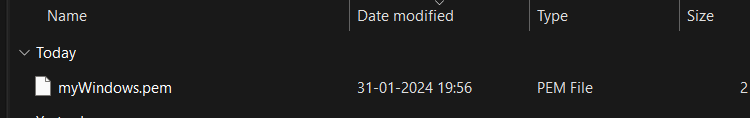 Name Date modified Type Size
Today
myWindows.pem 31-01-2024 19:56 PEM File 2